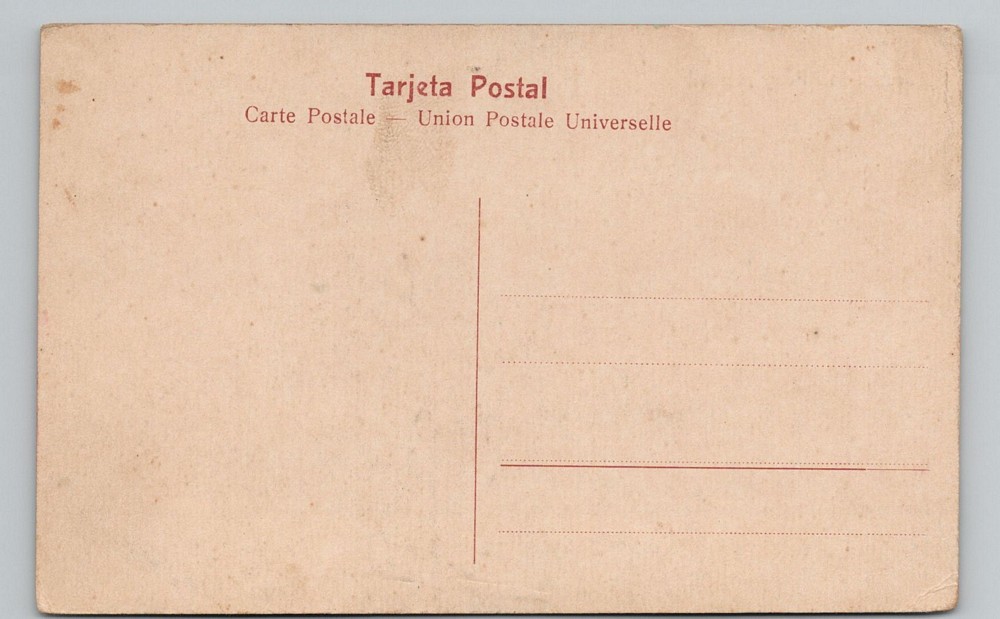 Tarjeta Postal
Carte Postale — Union Postale Universelle